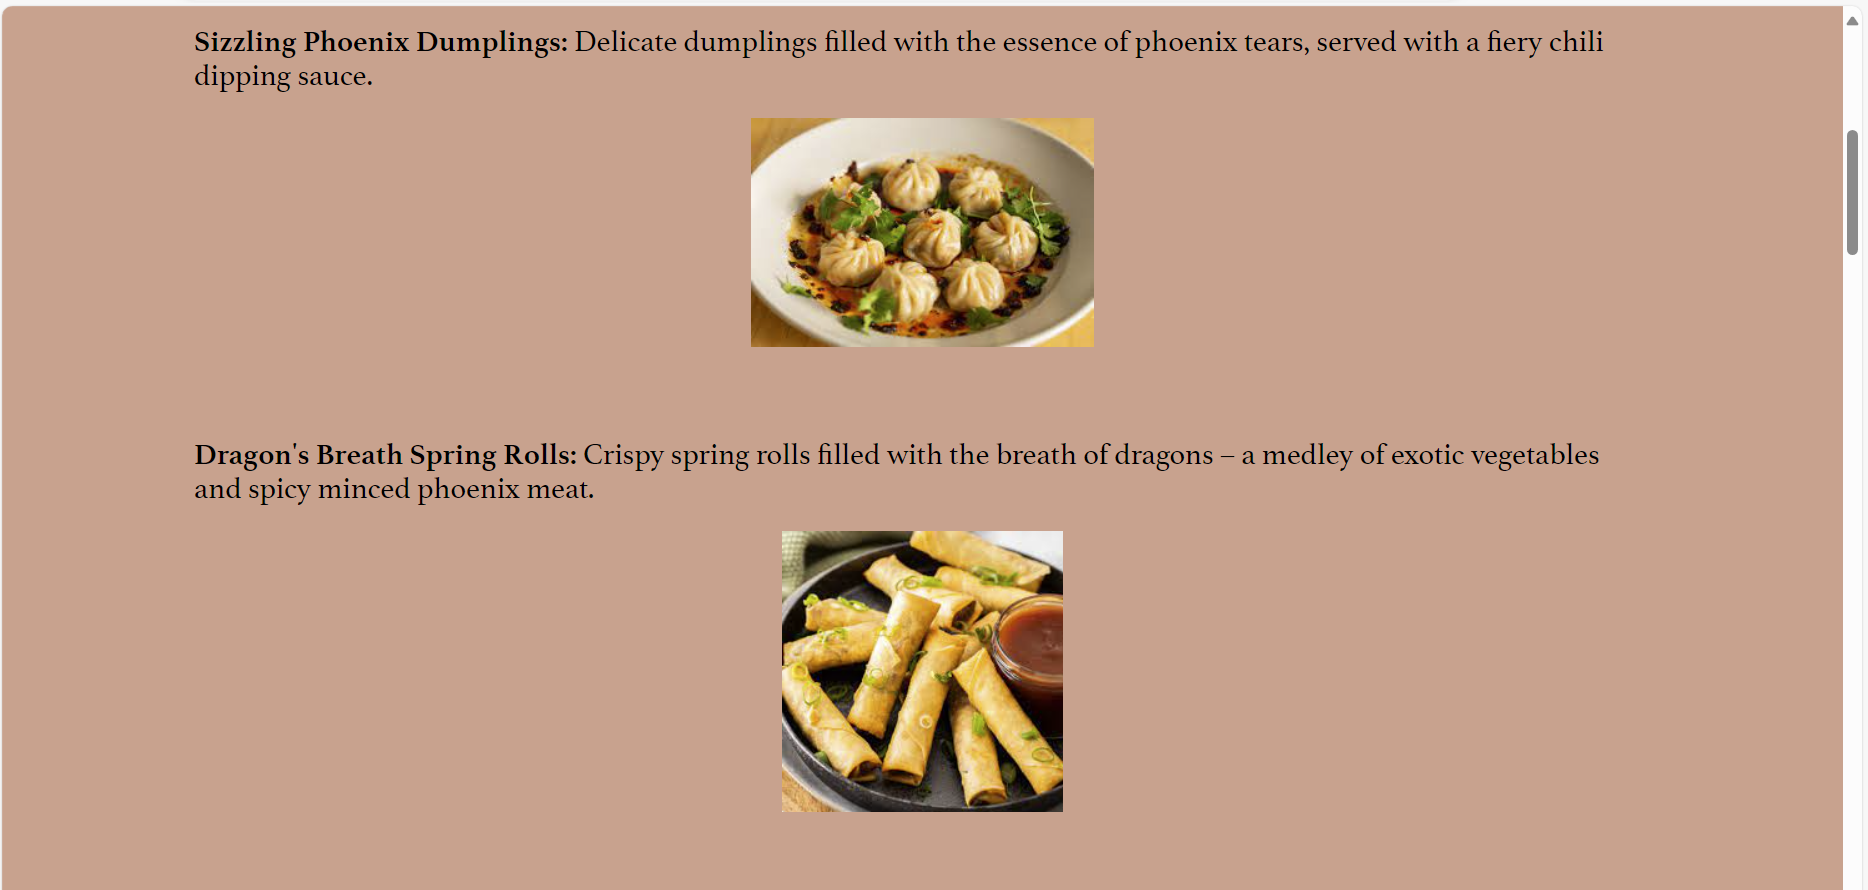 Sizzling Phoenix Dumplings: Delicate dumplings filled with the essence of phoenix tears, served with a fiery chili
dipping sauce.
Dragon's Breath Spring Rolls: Crispy spring rolls filled with the breath of dragons – a medley of exotic vegetables
and spicy minced phoenix meat.